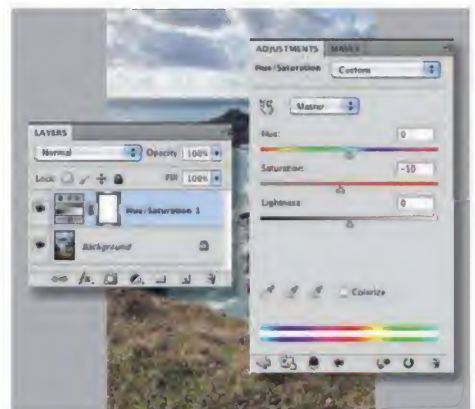 ADJUSTMENTS MASKS
Hue/Saturation Custom
Master
Hue: 0
Saturation: -10
Lightness: 0
Colorize
LAYERS
Normal Opacity: 100%
Lock: Fill: 100%
Hue/Saturation 1
Background